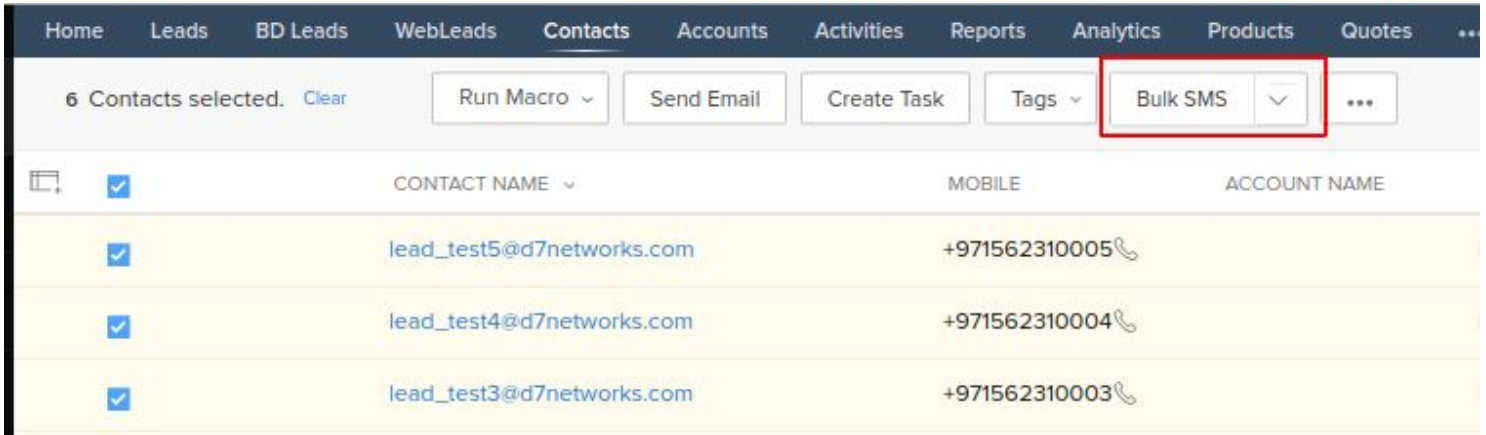 Home Leads BD Leads WebLeads Contacts Accounts Activities Reports Analytics Products Quotes •••
6 Contacts selected. Clear Run Macro Send Email Create Task Tags Bulk SMS •••
CONTACT NAME MOBILE ACCOUNT NAME
lead_test5@d7networks.com +971562310005
lead_test4@d7networks.com +971562310004
lead_test3@d7networks.com +971562310003